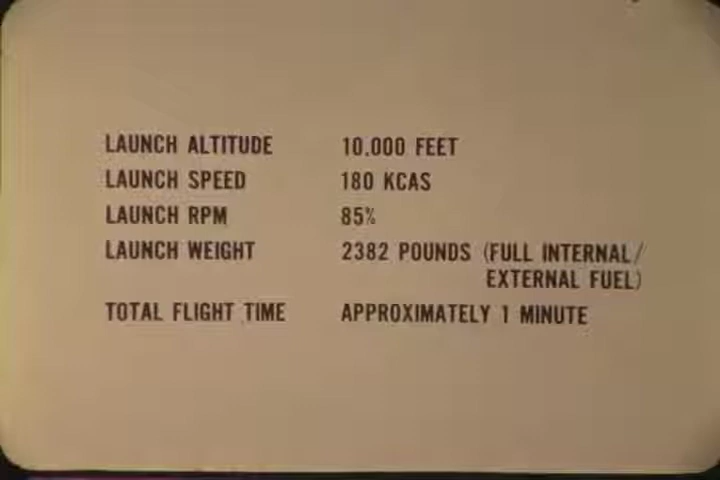 LAUNCH ALTITUDE 10,000 FEET
LAUNCH SPEED 180 KCAS
LAUNCH RPM 85%
LAUNCH WEIGHT 2382 POUNDS (FULL INTERNAL/
EXTERNAL FUEL)
TOTAL FLIGHT TIME APPROXIMATELY 1 MINUTE